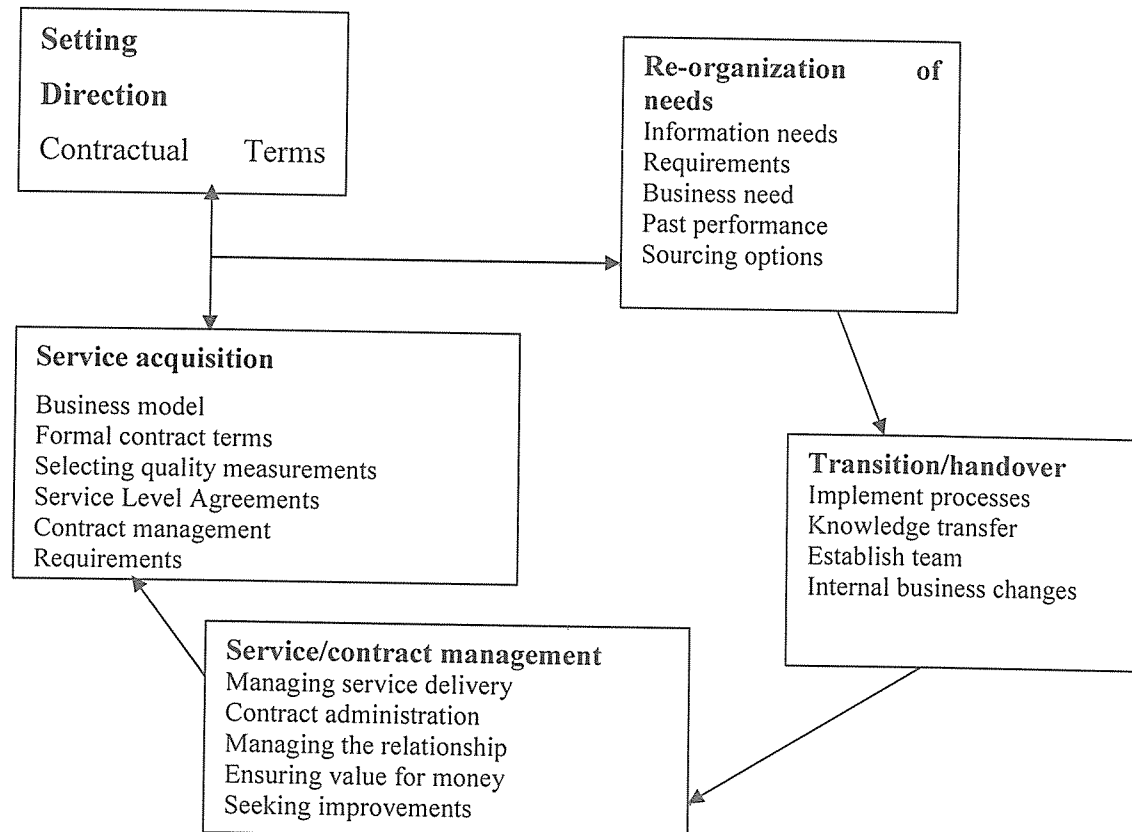 Setting
Direction
Contractual Terms
Re-organization of
needs
Information needs
Requirements
Business need
Past performance
Sourcing options
Service acquisition
Business model
Formal contract terms
Selecting quality measurements
Service Level Agreements
Contract management
Requirements
Transition/handover
Implement processes
Knowledge transfer
Establish team
Internal business changes
Service/contract management
Managing service delivery
Contract administration
Managing the relationship
Ensuring value for money
Seeking improvements